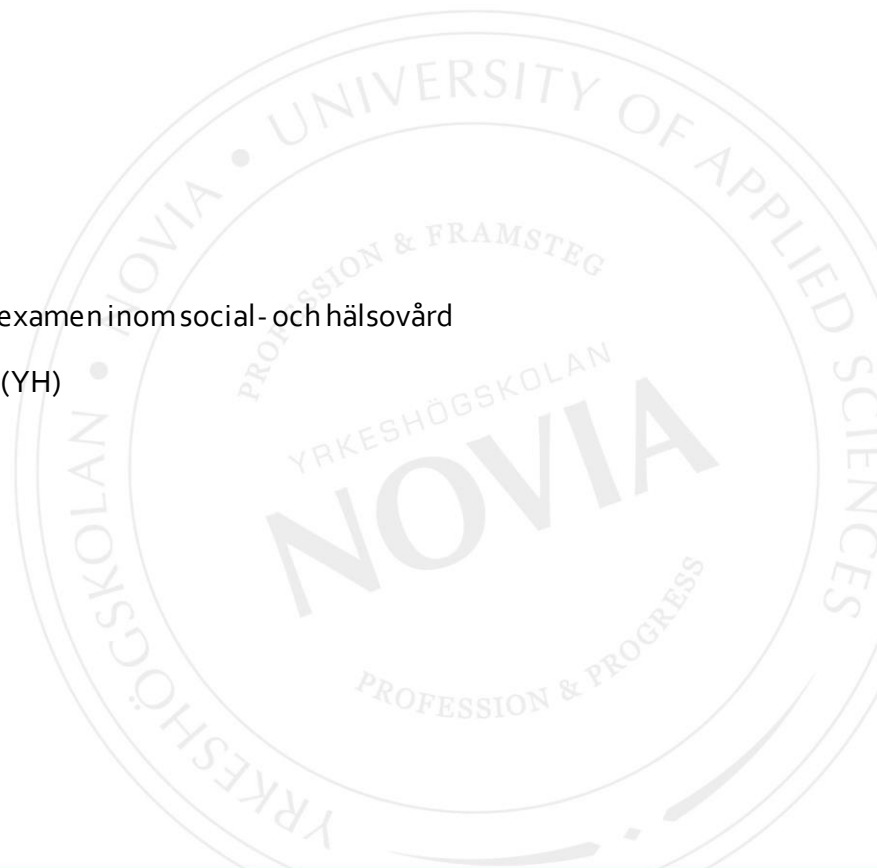 UNIVERSITY OF APPLIED SCIENCES
YRKESHÖGSKOLAN • NOVIA •
PROFESSION & FRAMSTEG
examen inom social- och hälsovård
(YH)
YRKESHÖGSKOLAN
NOVIA
PROFESSION & PROGRESS